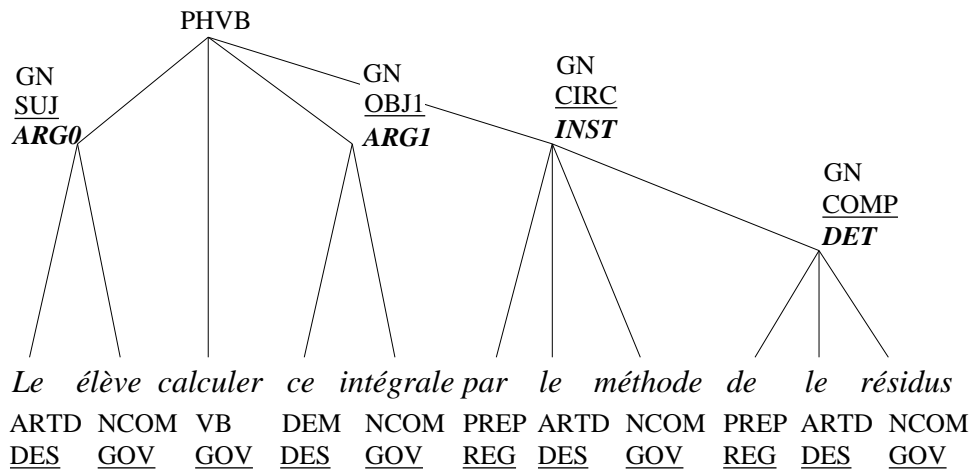 PHVB
GN GN GN
SUJ OBJ1 CIRC
ARG0 ARG1 INST
GN
COMP
DET
Le élève calculer ce intégrale par le méthode de le résidus
ARTD NCOM VB DEM NCOM PREP ARTD NCOM PREP ARTD NCOM
DES GOV GOV DES GOV REG DES GOV REG DES GOV